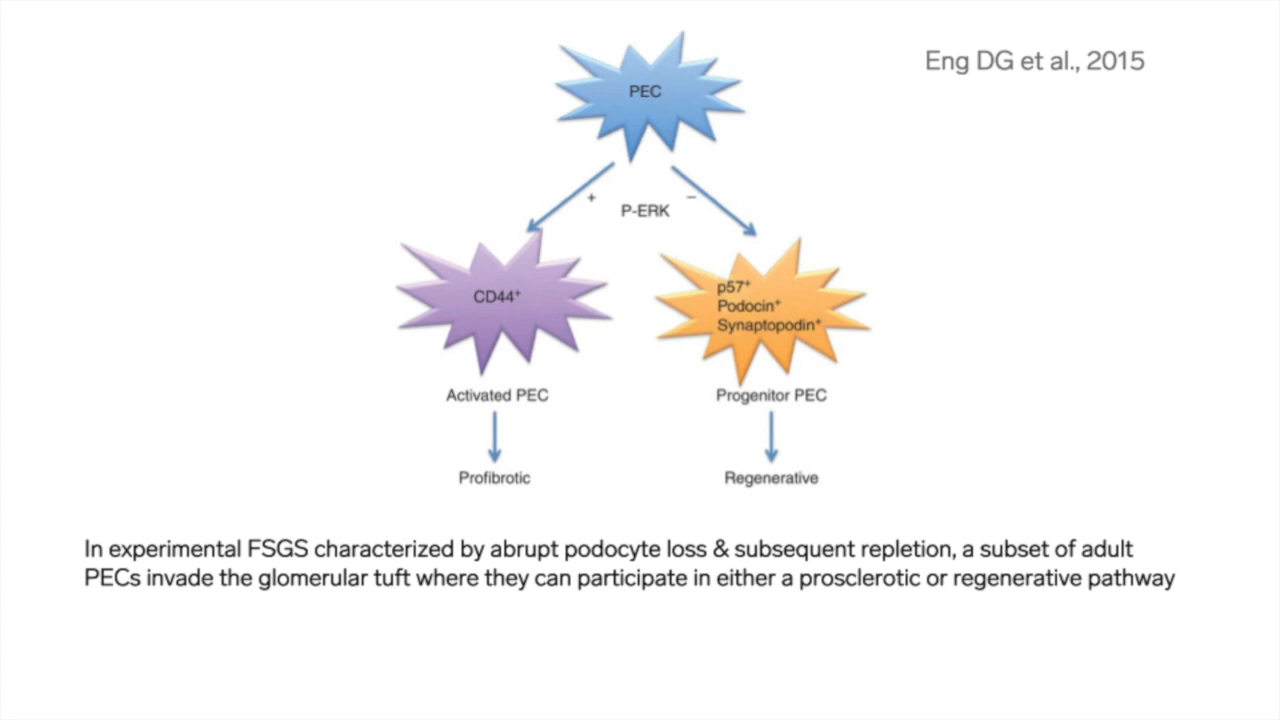 Eng DG et al., 2015
PEC
+
P-ERK
–
CD44⁺
p57⁺
Podocin⁺
Synaptopodin⁺
Activated PEC
Progenitor PEC
Profibrotic
Regenerative
In experimental FSGS characterized by abrupt podocyte loss & subsequent repletion, a subset of adult
PECs invade the glomerular tuft where they can participate in either a prosclerotic or regenerative pathway